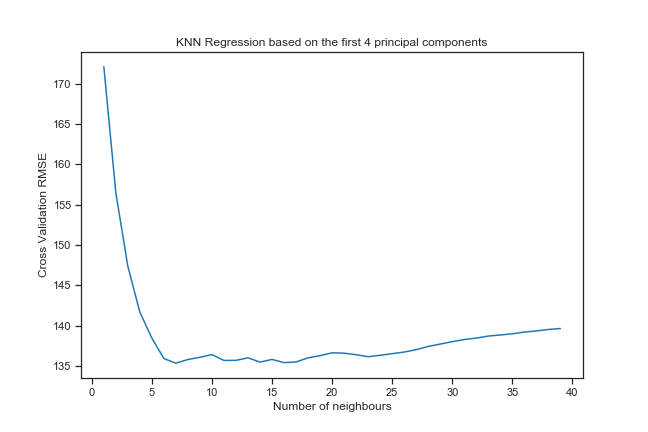 KNN Regression based on the first 4 principal components
170
165
160
155
150
145
140
135
Cross Validation RMSE
0 5 10 15 20 25 30 35 40
Number of neighbours